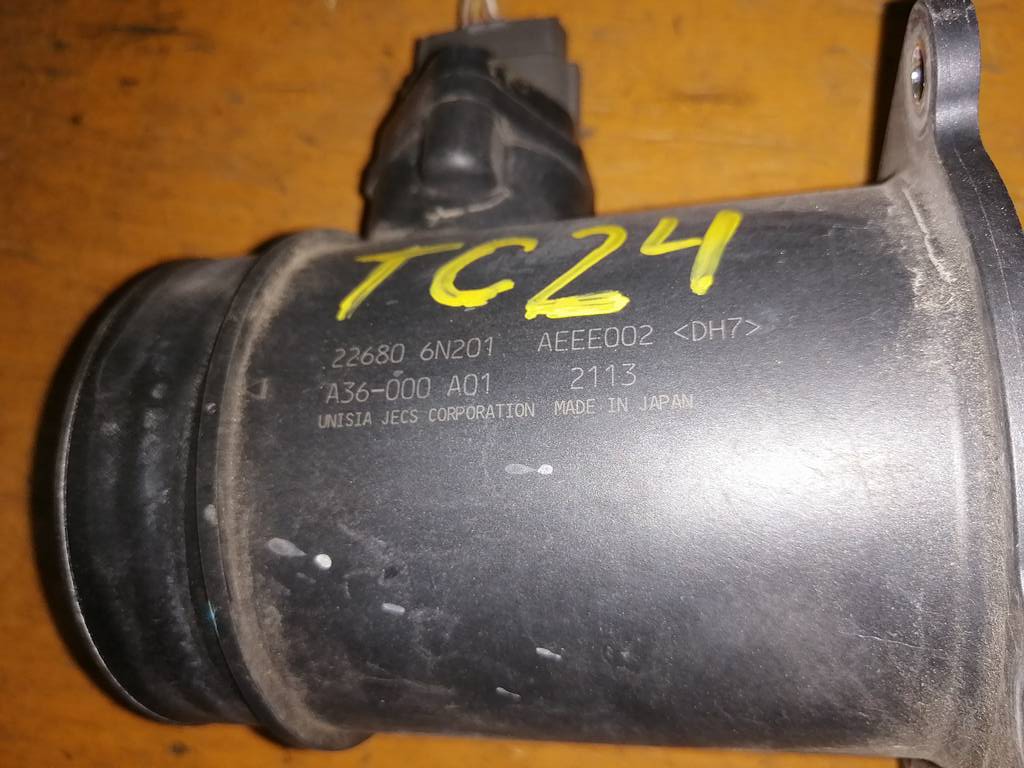 TC24
22680 6N201 AEEE002 <DH7>
A36-000 A01 2113
UNISIA JECS CORPORATION MADE IN JAPAN